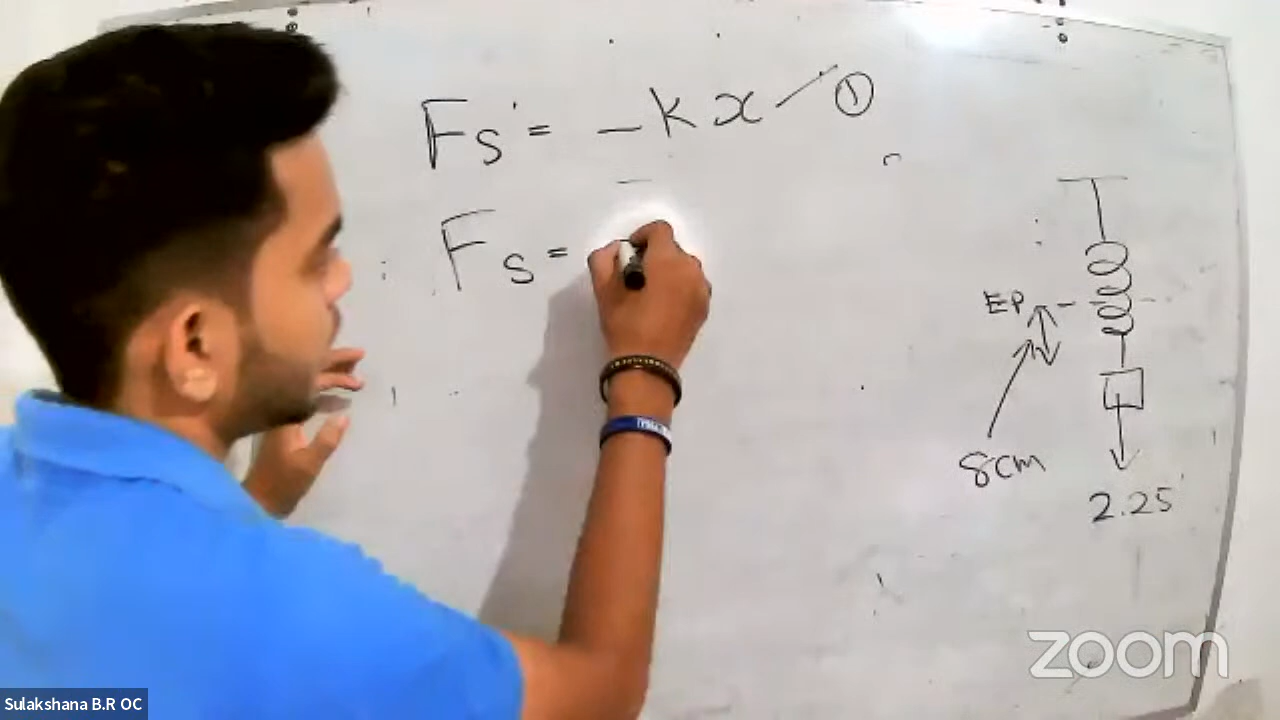 Fs = -kx ①
Fs =
EP
8cm
2.25
zoom
Sulakshana B.R OC